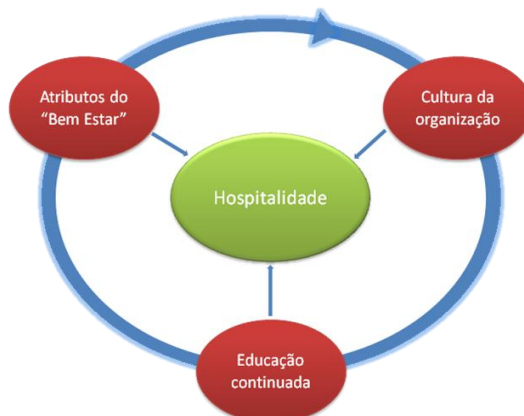 Atributos do
“Bem Estar”
Cultura da
organização
Hospitalidade
Educação
continuada